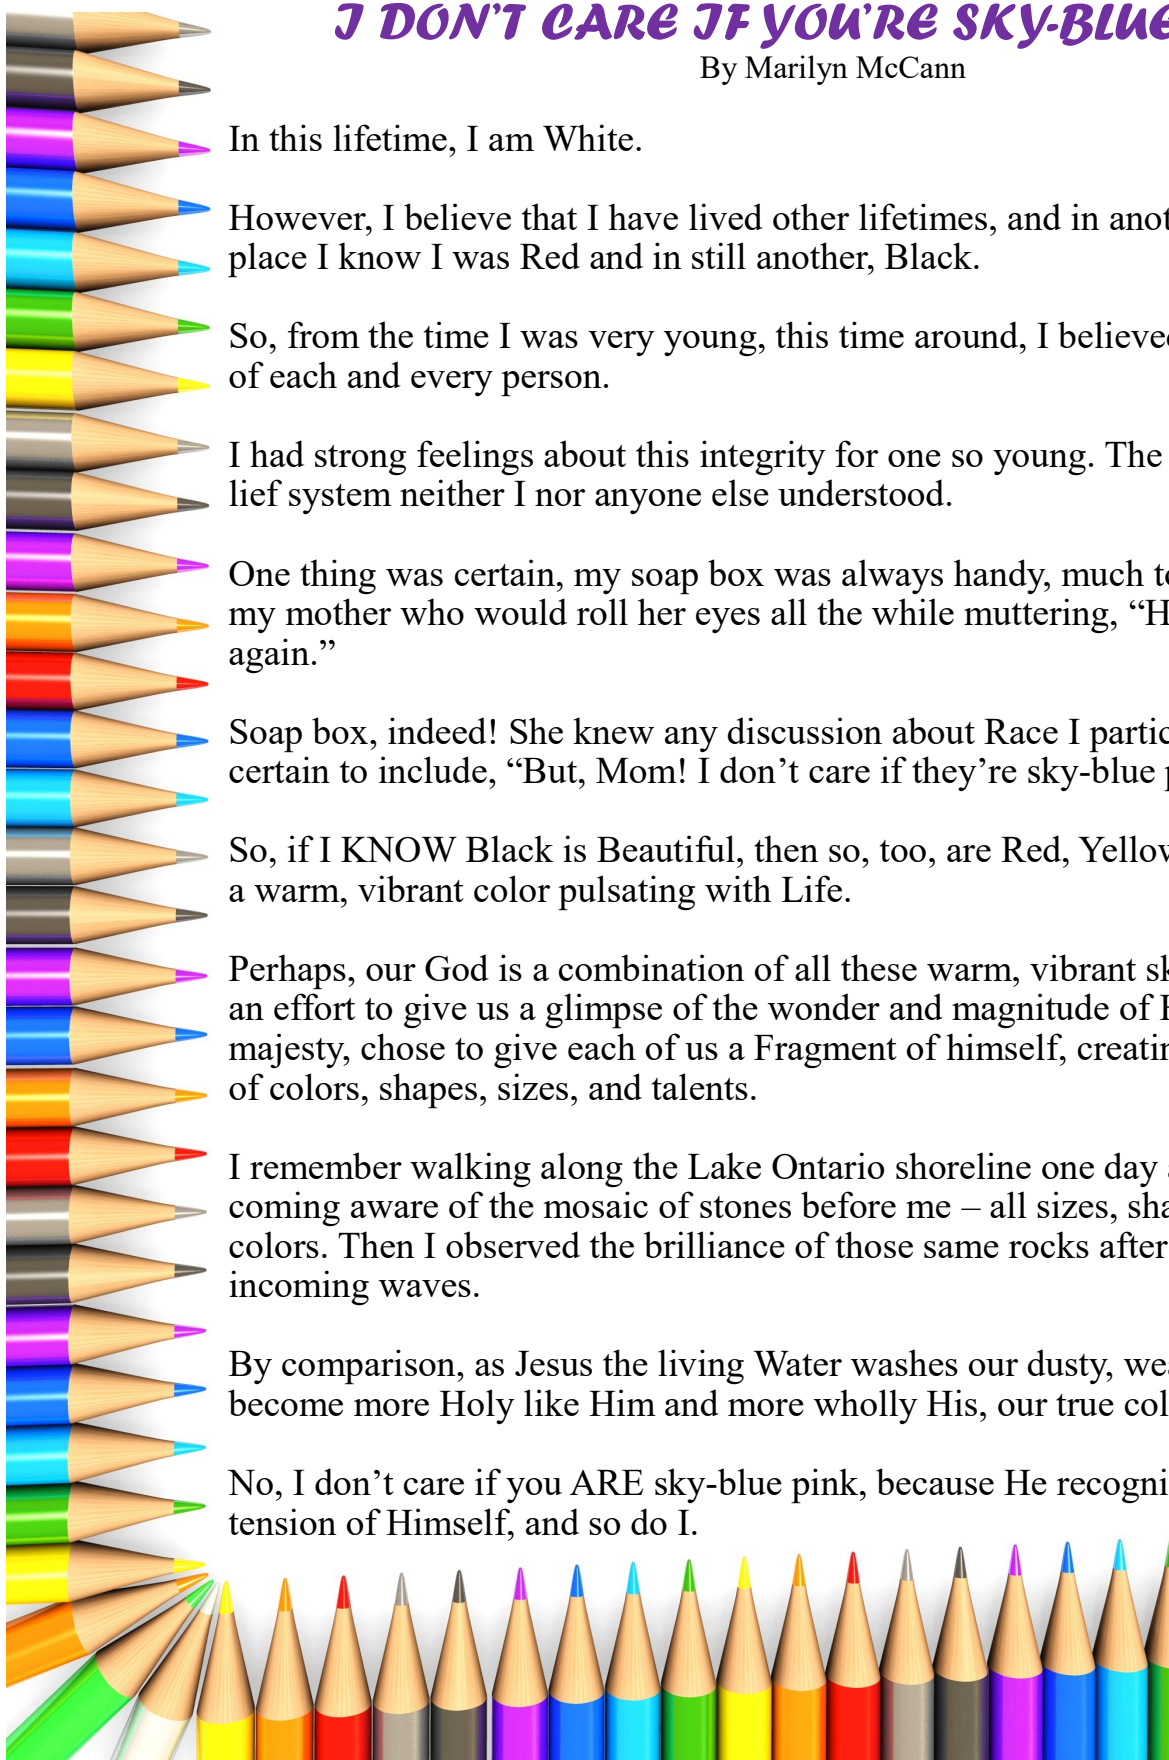 I DON'T CARE IF YOU'RE SKY-BLUE
By Marilyn McCann
In this lifetime, I am White.
However, I believe that I have lived other lifetimes, and in anot
place I know I was Red and in still another, Black.
So, from the time I was very young, this time around, I believed
of each and every person.
I had strong feelings about this integrity for one so young. The
lief system neither I nor anyone else understood.
One thing was certain, my soap box was always handy, much to
my mother who would roll her eyes all the while muttering, “H
again.”
Soap box, indeed! She knew any discussion about Race I partic
certain to include, “But, Mom! I don’t care if they’re sky-blue p
So, if I KNOW Black is Beautiful, then so, too, are Red, Yellow
a warm, vibrant color pulsating with Life.
Perhaps, our God is a combination of all these warm, vibrant sk
an effort to give us a glimpse of the wonder and magnitude of H
majesty, chose to give each of us a Fragment of himself, creatin
of colors, shapes, sizes, and talents.
I remember walking along the Lake Ontario shoreline one day a
coming aware of the mosaic of stones before me – all sizes, sha
colors. Then I observed the brilliance of those same rocks after
incoming waves.
By comparison, as Jesus the living Water washes our dusty, wea
become more Holy like Him and more wholly His, our true col
No, I don’t care if you ARE sky-blue pink, because He recogni
tension of Himself, and so do I.